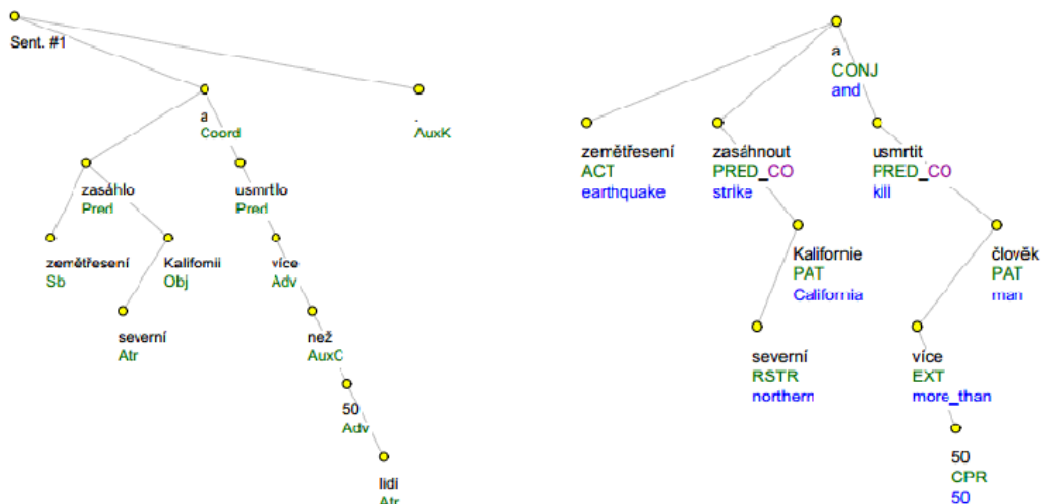 Sent. #1
a
Coord
.
AuxK
zasáhlo
Pred
usmrtlo
Pred
zemětřesení
Sb
Kalifornii
Obj
více
Adv
severní
Atr
než
AuxC
50
Adv
lidí
Atr
a
CONJ
and
zemětřesení
ACT
earthquake
zasáhnout
PRED_CO
strike
usmrtit
PRED_CO
kill
Kalifornie
PAT
California
člověk
PAT
man
severní
RSTR
northern
více
EXT
more_than
50
CPR
50